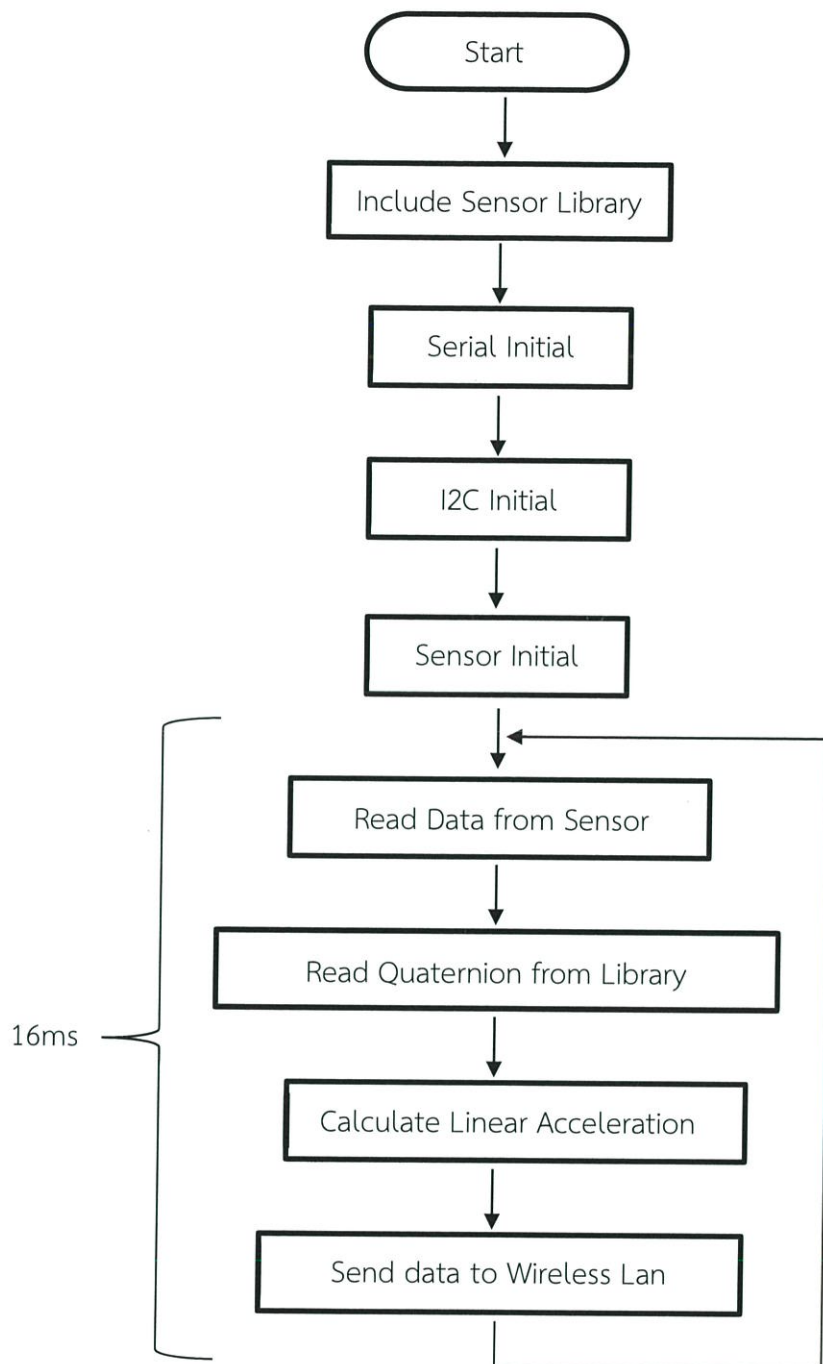 Start
Include Sensor Library
Serial Initial
I2C Initial
Sensor Initial
Read Data from Sensor
Read Quaternion from Library
16ms
Calculate Linear Acceleration
Send data to Wireless Lan